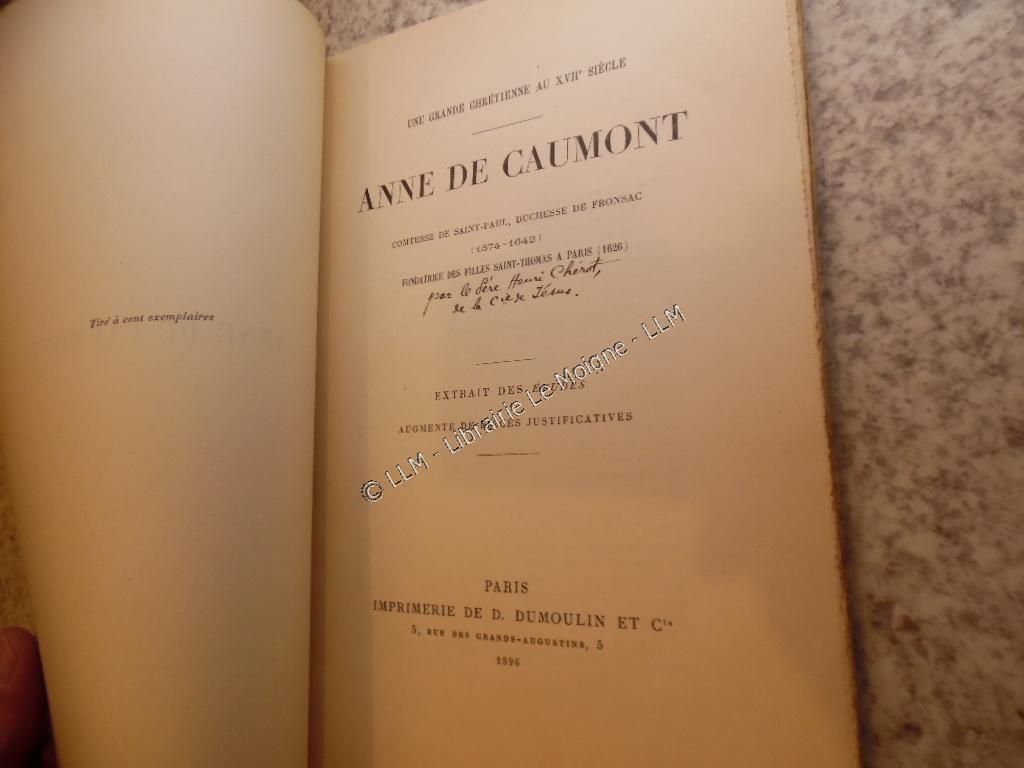 Tiré à cent exemplaires
UNE GRANDE CHRÉTIENNE AU XVIIe SIÈCLE
ANNE DE CAUMONT
COMTESSE DE SAINT-PAUL, DUCHESSE DE FRONSAC
(1574-1642)
FONDATRICE DES FILLES SAINT-THOMAS A PARIS (1626)
par le Père Henri Chérot,
de la Cie de Jésus.
EXTRAIT DES ÉTUDES
AUGMENTÉ DE PIÈCES JUSTIFICATIVES
© LLM - Librairie Le Moigne - LLM
PARIS
IMPRIMERIE DE D. DUMOULIN ET Cie
5, RUE DES GRANDS-AUGUSTINS, 5
1896